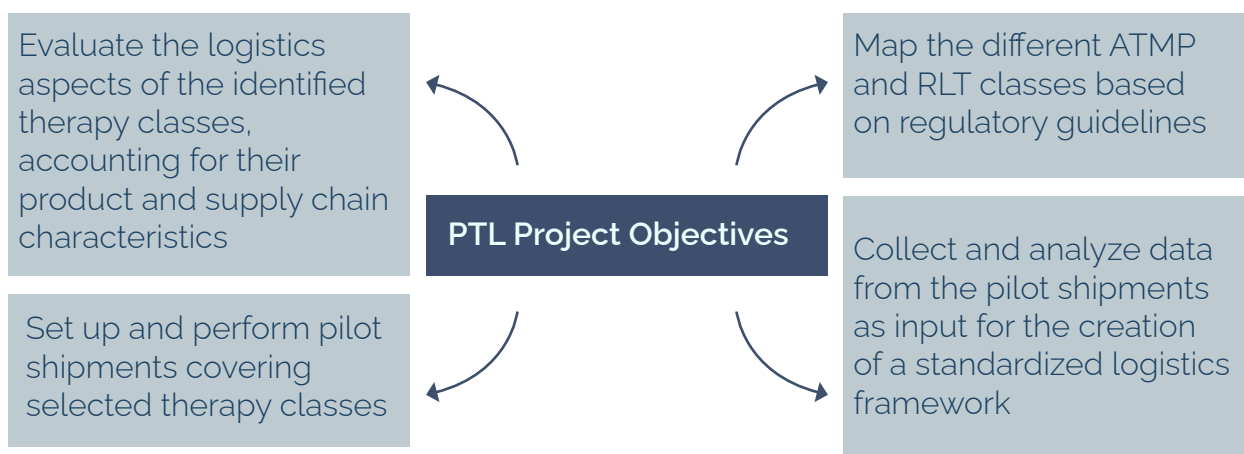 Evaluate the logistics
aspects of the identified
therapy classes,
accounting for their
product and supply chain
characteristics
Map the different ATMP
and RLT classes based
on regulatory guidelines
PTL Project Objectives
Set up and perform pilot
shipments covering
selected therapy classes
Collect and analyze data
from the pilot shipments
as input for the creation
of a standardized logistics
framework